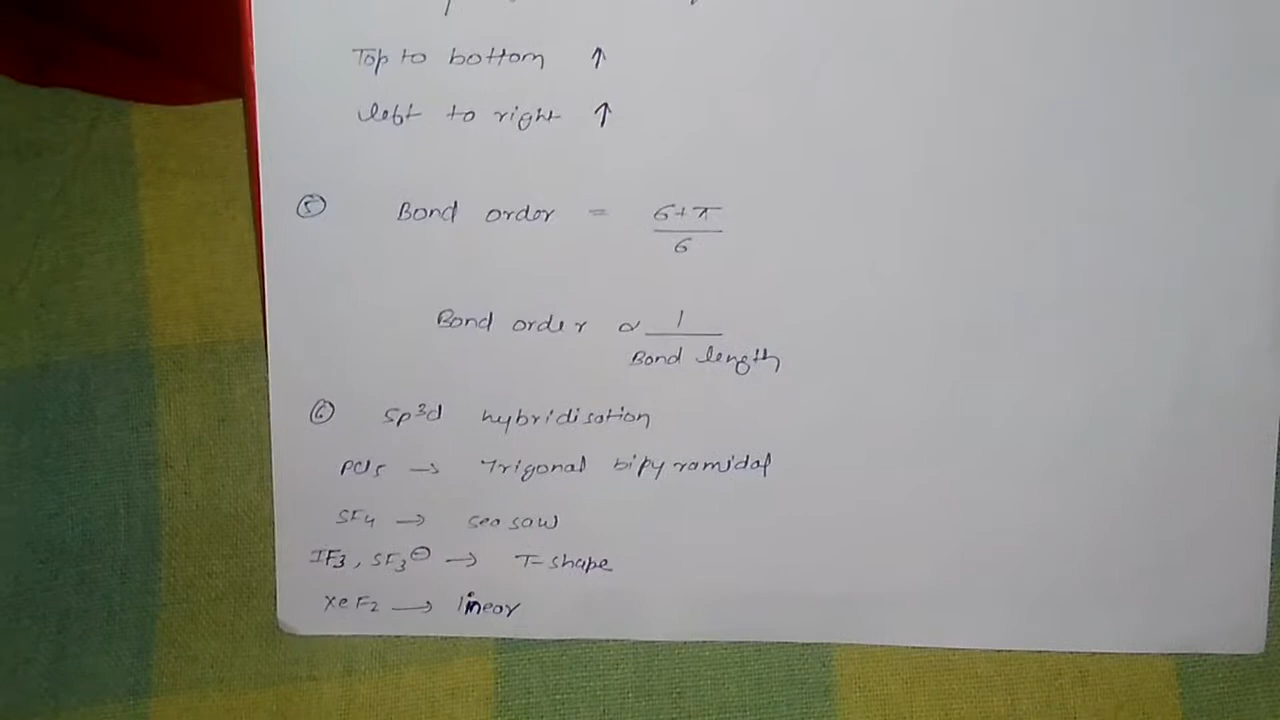 Top to bottom ↑
left to right ↑
⑤ Bond order = σ+π/σ
Bond order ∝ 1/Bond length
⑥ sp³d hybridisation
PCl₅ → Trigonal bipyramidal
SF₄ → sea saw
IF₃, SF₃⊖ → T-shape
XeF₂ → linear